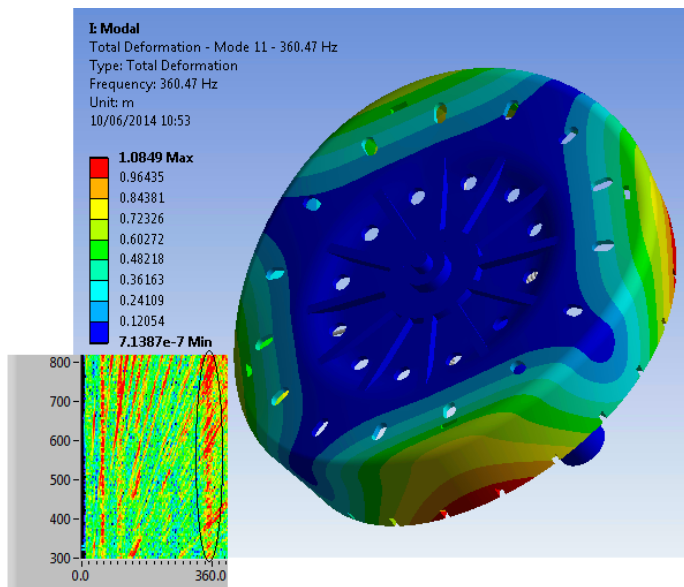 I: Modal
Total Deformation - Mode 11 - 360.47 Hz
Type: Total Deformation
Frequency: 360.47 Hz
Unit: m
10/06/2014 10:53
1.0849 Max
0.96435
0.84381
0.72326
0.60272
0.48218
0.36163
0.24109
0.12054
7.1387e-7 Min
800
700
600
500
400
300
0.0 360.0